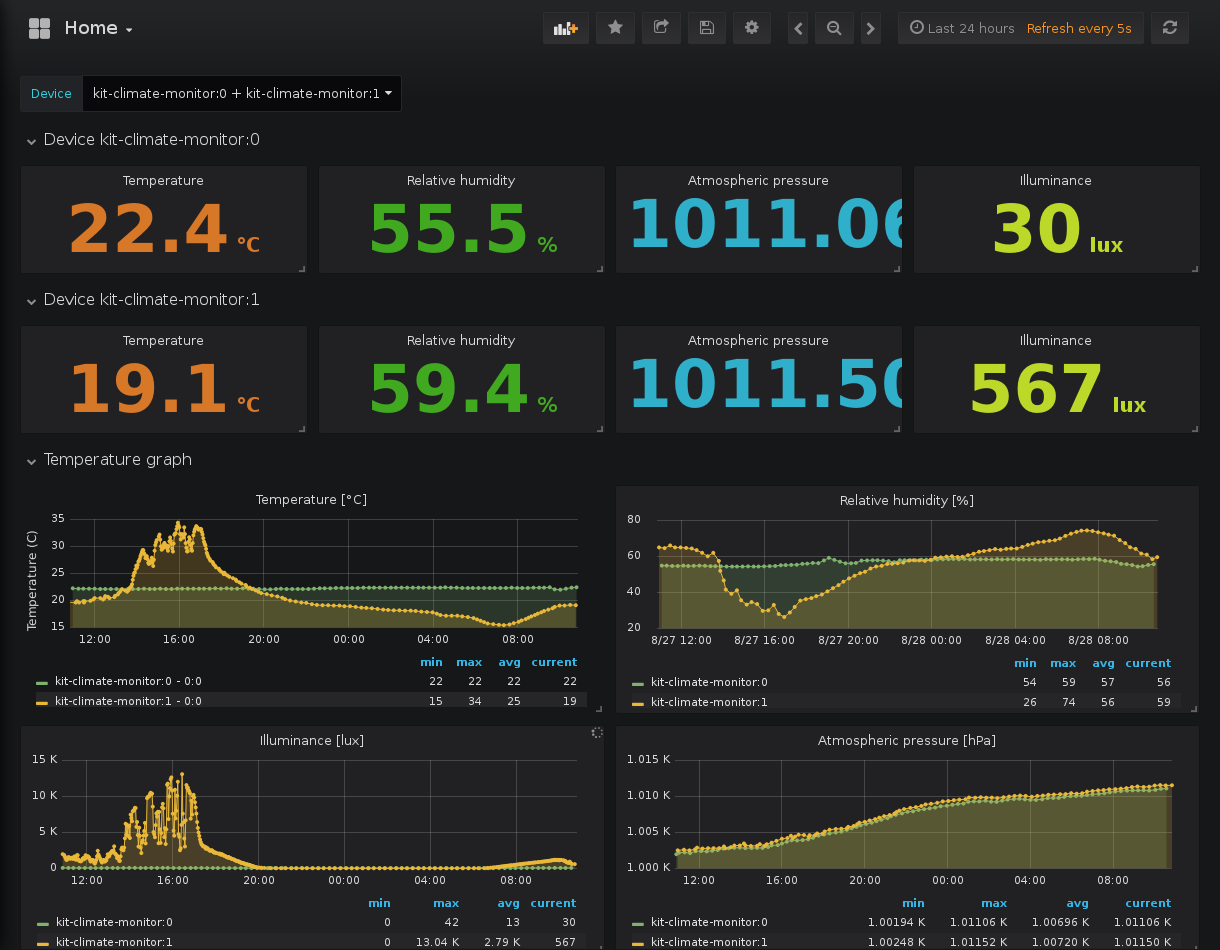 Home
Last 24 hours Refresh every 5s
Device kit-climate-monitor:0 + kit-climate-monitor:1
Device kit-climate-monitor:0
Temperature Relative humidity Atmospheric pressure Illuminance
22.4 °C 55.5 % 1011.06 30 lux
Device kit-climate-monitor:1
Temperature Relative humidity Atmospheric pressure Illuminance
19.1 °C 59.4 % 1011.50 567 lux
Temperature graph
Temperature [°C]
Temperature (C)
35
30
25
20
15
12:00 16:00 20:00 00:00 04:00 08:00
min max avg current
kit-climate-monitor:0 - 0:0 22 22 22 22
kit-climate-monitor:1 - 0:0 15 34 25 19
Relative humidity [%]
80
60
40
20
8/27 12:00 8/27 16:00 8/27 20:00 8/28 00:00 8/28 04:00 8/28 08:00
min max avg current
kit-climate-monitor:0 54 59 57 56
kit-climate-monitor:1 26 74 56 59
Illuminance [lux]
15 K
10 K
5 K
0
12:00 16:00 20:00 00:00 04:00 08:00
min max avg current
kit-climate-monitor:0 0 42 13 30
kit-climate-monitor:1 0 13.04 K 2.79 K 567
Atmospheric pressure [hPa]
1.015 K
1.010 K
1.005 K
1.000 K
12:00 16:00 20:00 00:00 04:00 08:00
min max avg current
kit-climate-monitor:0 1.00194 K 1.01106 K 1.00696 K 1.01106 K
kit-climate-monitor:1 1.00248 K 1.01152 K 1.00720 K 1.01150 K